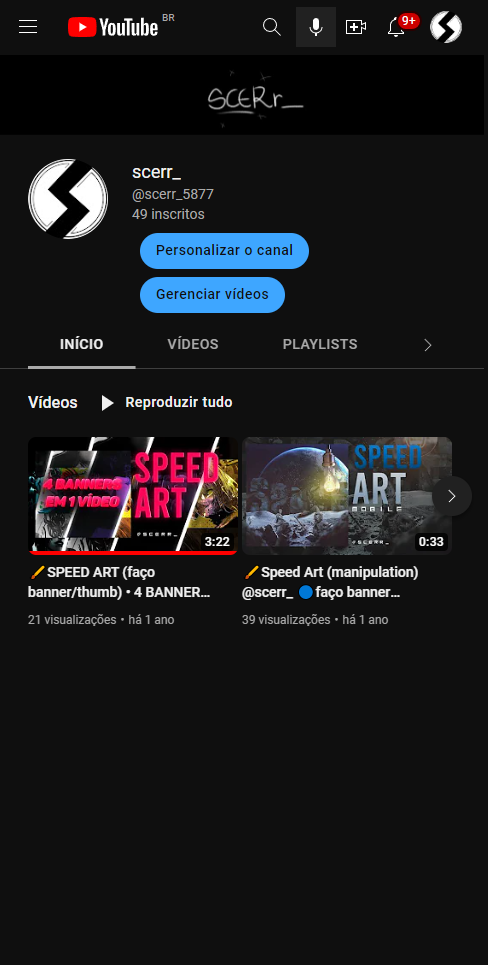 YouTube BR
9+
SCERr_
scerr_
@scerr_5877
49 inscritos
Personalizar o canal
Gerenciar vídeos
INÍCIO VÍDEOS PLAYLISTS
Vídeos Reproduzir tudo
4 BANNERS
EM 1 VÍDEO
SPEED
ART
#SCERR_
3:22
SPEED
ART
MOBILE
#SCERR_
0:33
🖌️SPEED ART (faço
banner/thumb) • 4 BANNER...
21 visualizações • há 1 ano
🖌️Speed Art (manipulation)
@scerr_ 🔵faço banner...
39 visualizações • há 1 ano